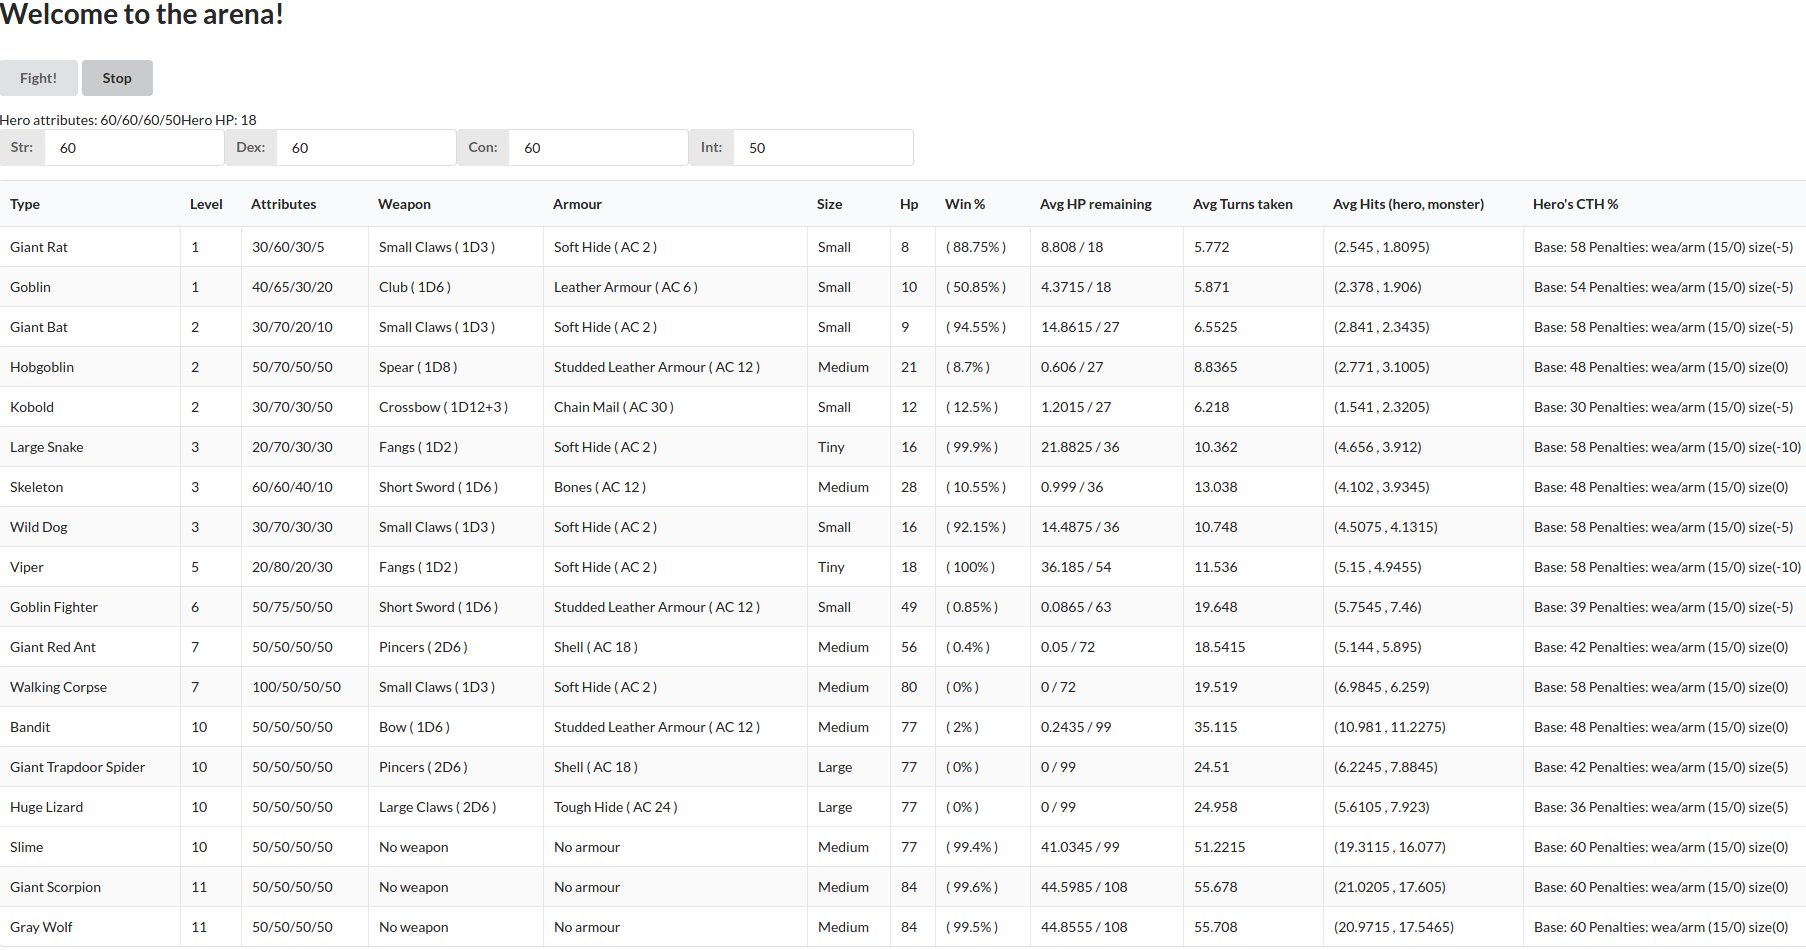 Welcome to the arena!
Fight! Stop
Hero attributes: 60/60/60/50Hero HP: 18
Str: 60 Dex: 60 Con: 60 Int: 50
Type Level Attributes Weapon Armour Size Hp Win % Avg HP remaining Avg Turns taken Avg Hits (hero, monster) Hero's CTH %
Giant Rat 1 30/60/30/5 Small Claws ( 1D3 ) Soft Hide ( AC 2 ) Small 8 ( 88.75% ) 8.808 / 18 5.772 (2.545 , 1.8095) Base: 58 Penalties: wea/arm (15/0) size(-5)
Goblin 1 40/65/30/20 Club ( 1D6 ) Leather Armour ( AC 6 ) Small 10 ( 50.85% ) 4.3715 / 18 5.871 (2.378 , 1.906) Base: 54 Penalties: wea/arm (15/0) size(-5)
Giant Bat 2 30/70/20/10 Small Claws ( 1D3 ) Soft Hide ( AC 2 ) Small 9 ( 94.55% ) 14.8615 / 27 6.5525 (2.841 , 2.3435) Base: 58 Penalties: wea/arm (15/0) size(-5)
Hobgoblin 2 50/70/50/50 Spear ( 1D8 ) Studded Leather Armour ( AC 12 ) Medium 21 ( 8.7% ) 0.606 / 27 8.8365 (2.771 , 3.1005) Base: 48 Penalties: wea/arm (15/0) size(0)
Kobold 2 30/70/30/50 Crossbow ( 1D12+3 ) Chain Mail ( AC 30 ) Small 12 ( 12.5% ) 1.2015 / 27 6.218 (1.541 , 2.3205) Base: 30 Penalties: wea/arm (15/0) size(-5)
Large Snake 3 20/70/30/30 Fangs ( 1D2 ) Soft Hide ( AC 2 ) Tiny 16 ( 99.9% ) 21.8825 / 36 10.362 (4.656 , 3.912) Base: 58 Penalties: wea/arm (15/0) size(-10)
Skeleton 3 60/60/40/10 Short Sword ( 1D6 ) Bones ( AC 12 ) Medium 28 ( 10.55% ) 0.999 / 36 13.038 (4.102 , 3.9345) Base: 48 Penalties: wea/arm (15/0) size(0)
Wild Dog 3 30/70/30/30 Small Claws ( 1D3 ) Soft Hide ( AC 2 ) Small 16 ( 92.15% ) 14.4875 / 36 10.748 (4.5075 , 4.1315) Base: 58 Penalties: wea/arm (15/0) size(-5)
Viper 5 20/80/20/30 Fangs ( 1D2 ) Soft Hide ( AC 2 ) Tiny 18 ( 100% ) 36.185 / 54 11.536 (5.15 , 4.9455) Base: 58 Penalties: wea/arm (15/0) size(-10)
Goblin Fighter 6 50/75/50/50 Short Sword ( 1D6 ) Studded Leather Armour ( AC 12 ) Small 49 ( 0.85% ) 0.0865 / 63 19.648 (5.7545 , 7.46) Base: 39 Penalties: wea/arm (15/0) size(-5)
Giant Red Ant 7 50/50/50/50 Pincers ( 2D6 ) Shell ( AC 18 ) Medium 56 ( 0.4% ) 0.05 / 72 18.5415 (5.144 , 5.895) Base: 42 Penalties: wea/arm (15/0) size(0)
Walking Corpse 7 100/50/50/50 Small Claws ( 1D3 ) Soft Hide ( AC 2 ) Medium 80 ( 0% ) 0 / 72 19.519 (6.9845 , 6.259) Base: 58 Penalties: wea/arm (15/0) size(0)
Bandit 10 50/50/50/50 Bow ( 1D6 ) Studded Leather Armour ( AC 12 ) Medium 77 ( 2% ) 0.2435 / 99 35.115 (10.981 , 11.2275) Base: 48 Penalties: wea/arm (15/0) size(0)
Giant Trapdoor Spider 10 50/50/50/50 Pincers ( 2D6 ) Shell ( AC 18 ) Large 77 ( 0% ) 0 / 99 24.51 (6.2245 , 7.8845) Base: 42 Penalties: wea/arm (15/0) size(5)
Huge Lizard 10 50/50/50/50 Large Claws ( 2D6 ) Tough Hide ( AC 24 ) Large 77 ( 0% ) 0 / 99 24.958 (5.6105 , 7.923) Base: 36 Penalties: wea/arm (15/0) size(5)
Slime 10 50/50/50/50 No weapon No armour Medium 77 ( 99.4% ) 41.0345 / 99 51.2215 (19.3115 , 16.077) Base: 60 Penalties: wea/arm (15/0) size(0)
Giant Scorpion 11 50/50/50/50 No weapon No armour Medium 84 ( 99.6% ) 44.5985 / 108 55.678 (21.0205 , 17.605) Base: 60 Penalties: wea/arm (15/0) size(0)
Gray Wolf 11 50/50/50/50 No weapon No armour Medium 84 ( 99.5% ) 44.8555 / 108 55.708 (20.9715 , 17.5465) Base: 60 Penalties: wea/arm (15/0) size(0)